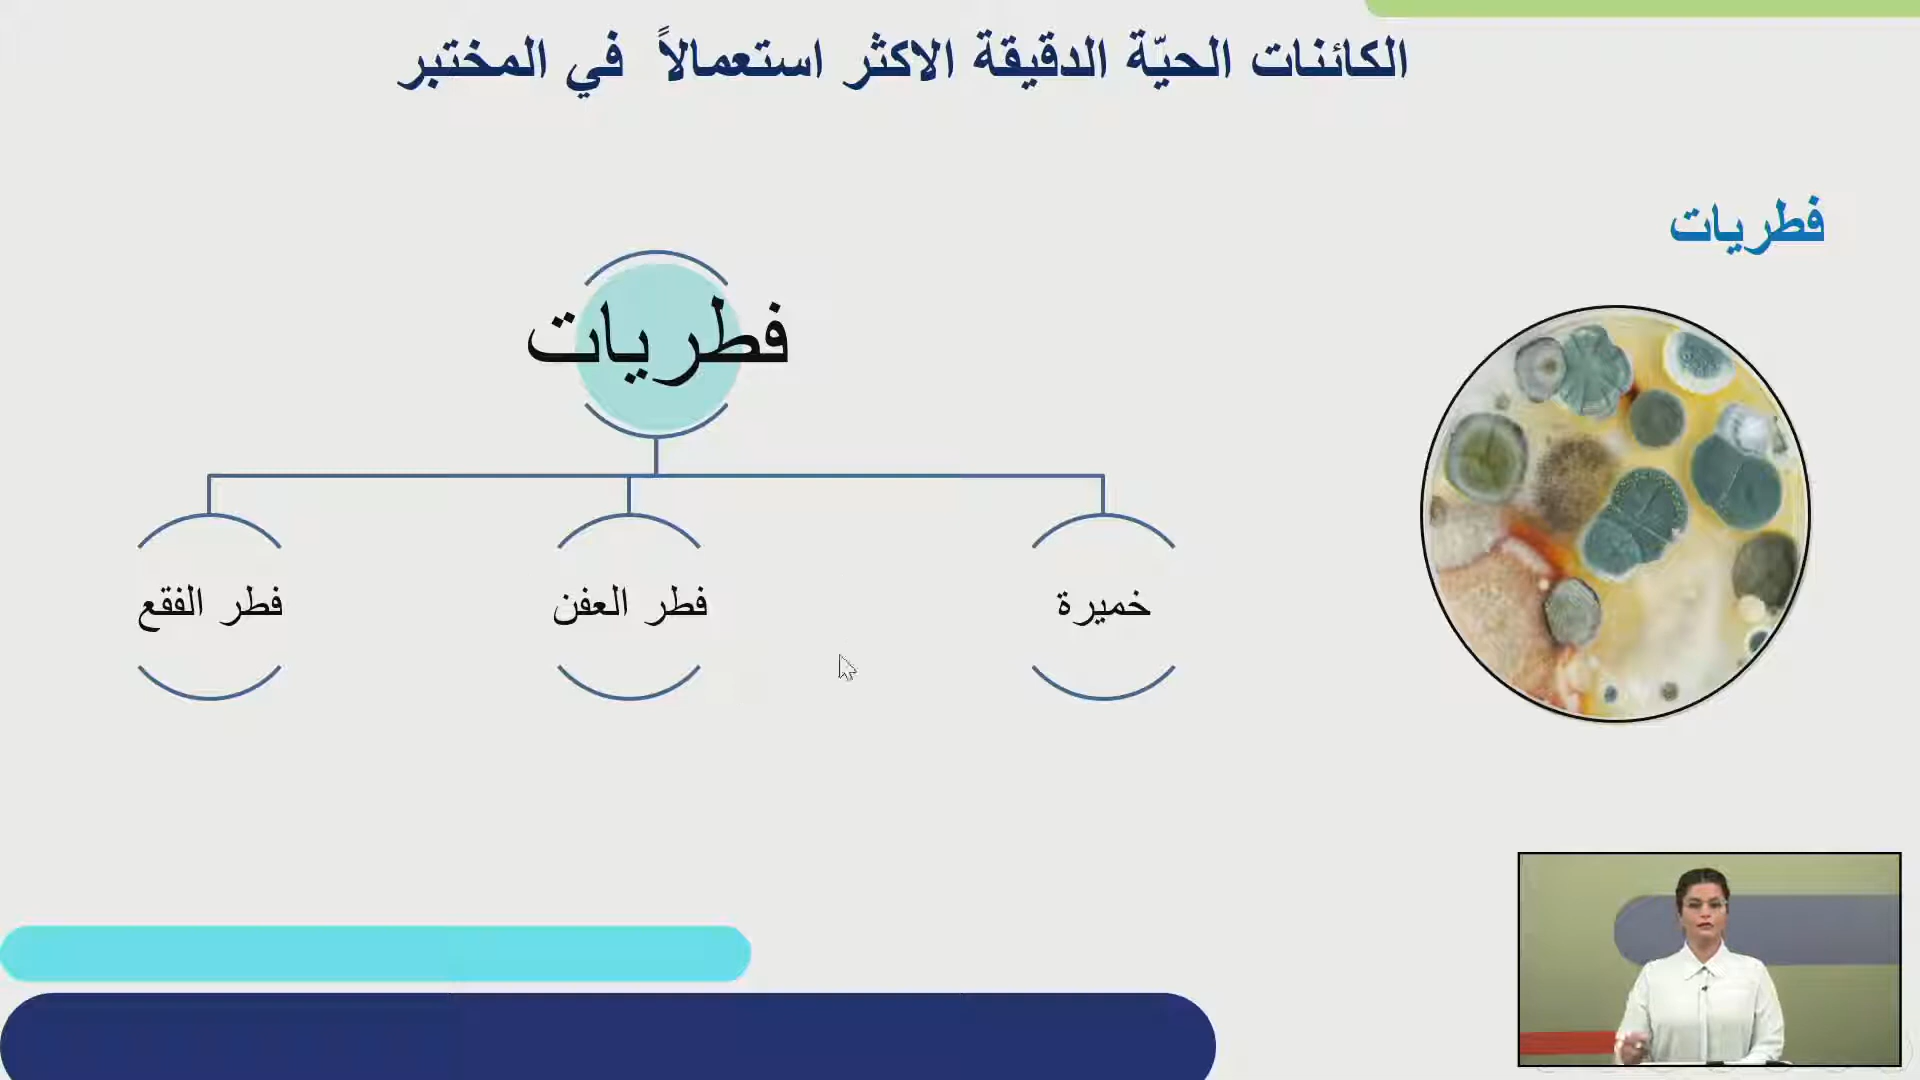 الكائنات الحيّة الدقيقة الاكثر استعمالاً في المختبر
فطريات
فطريات
خميرة
فطر العفن
فطر الفقع